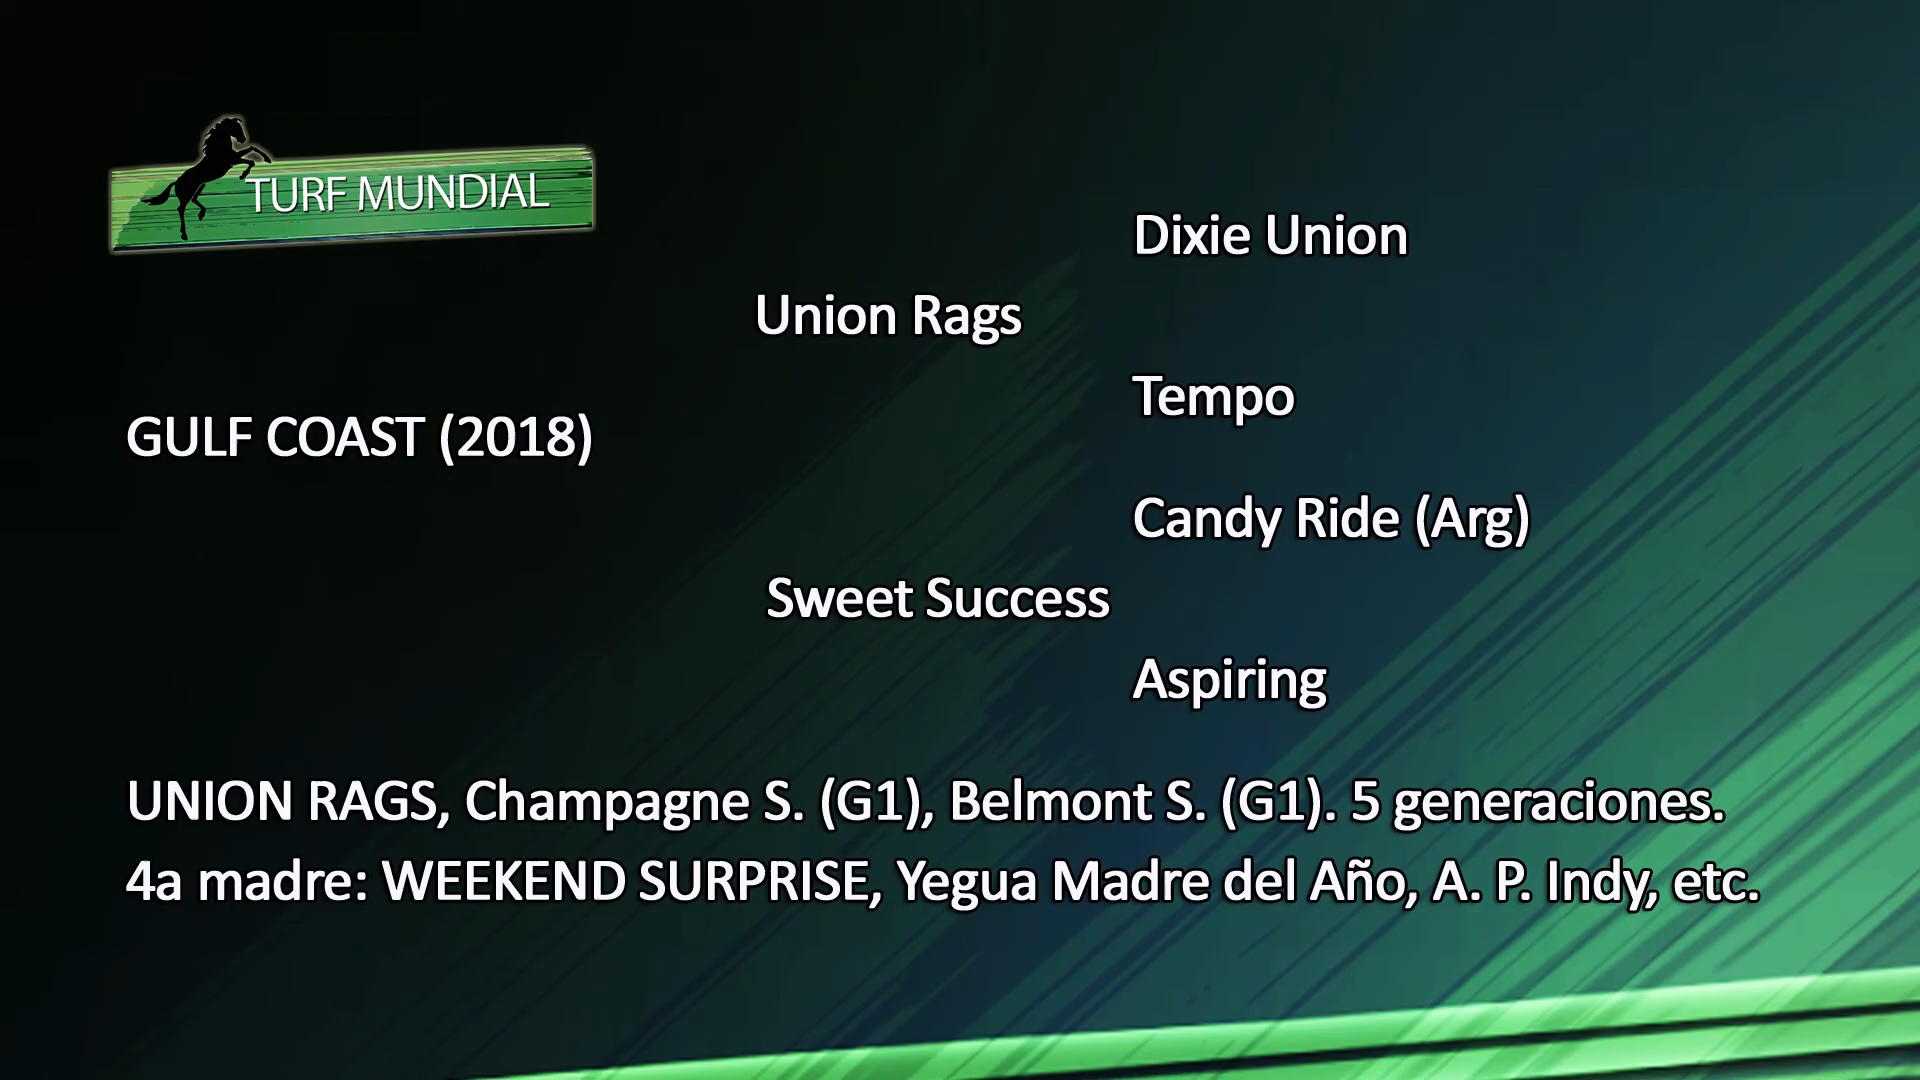 TURF MUNDIAL
Dixie Union
Union Rags
Tempo
GULF COAST (2018)
Candy Ride (Arg)
Sweet Success
Aspiring
UNION RAGS, Champagne S. (G1), Belmont S. (G1). 5 generaciones.
4a madre: WEEKEND SURPRISE, Yegua Madre del Año, A. P. Indy, etc.